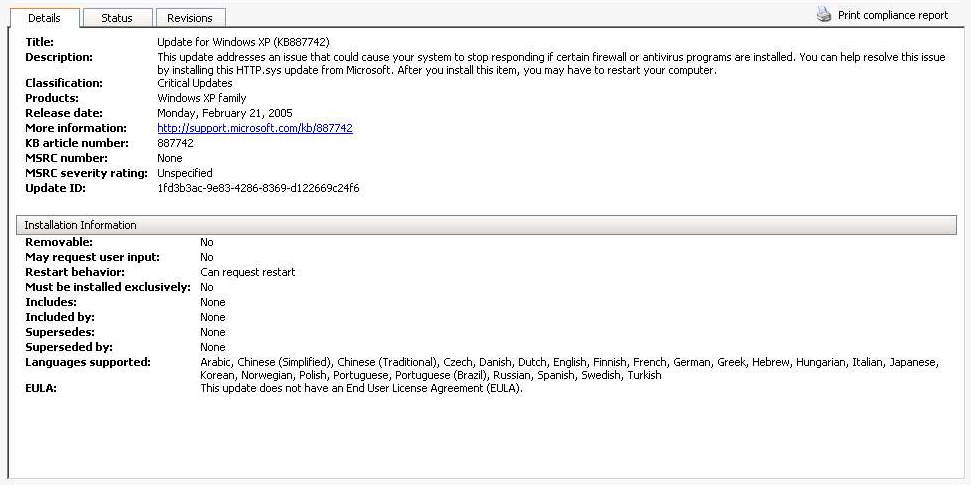 Details Status Revisions Print compliance report
Title: Update for Windows XP (KB887742)
Description: This update addresses an issue that could cause your system to stop responding if certain firewall or antivirus programs are installed. You can help resolve this issue
by installing this HTTP.sys update from Microsoft. After you install this item, you may have to restart your computer.
Classification: Critical Updates
Products: Windows XP family
Release date: Monday, February 21, 2005
More information: http://support.microsoft.com/kb/887742
KB article number: 887742
MSRC number: None
MSRC severity rating: Unspecified
Update ID: 1fd3b3ac-9e83-4286-8369-d122669c24f6
Installation Information
Removable: No
May request user input: No
Restart behavior: Can request restart
Must be installed exclusively: No
Includes: None
Included by: None
Supersedes: None
Superseded by: None
Languages supported: Arabic, Chinese (Simplified), Chinese (Traditional), Czech, Danish, Dutch, English, Finnish, French, German, Greek, Hebrew, Hungarian, Italian, Japanese,
Korean, Norwegian, Polish, Portuguese, Portuguese (Brazil), Russian, Spanish, Swedish, Turkish
EULA: This update does not have an End User License Agreement (EULA).